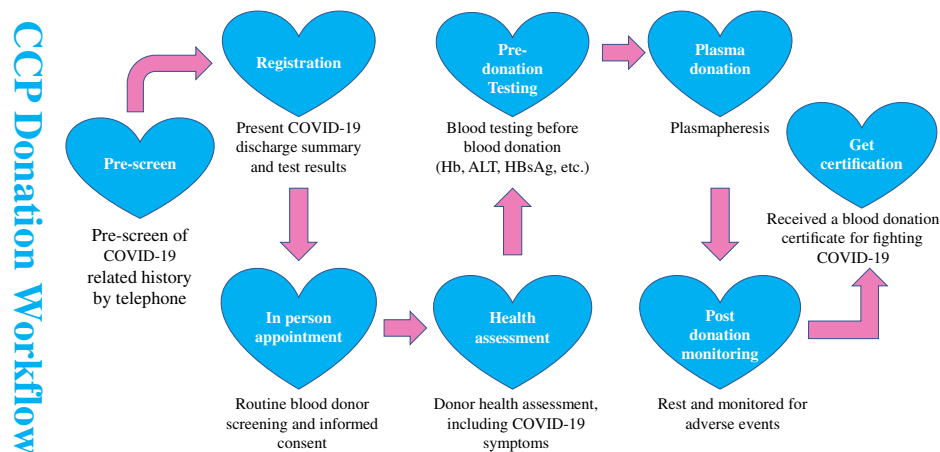 CCP Donation Workflow
Pre-screen
Pre-screen of
COVID-19
related history
by telephone
Registration
Present COVID-19
discharge summary
and test results
In person
appointment
Routine blood donor
screening and informed
consent
Health
assessment
Donor health assessment,
including COVID-19
symptoms
Pre-
donation
Testing
Blood testing before
blood donation
(Hb, ALT, HBsAg, etc.)
Plasma
donation
Plasmapheresis
Post
donation
monitoring
Rest and monitored for
adverse events
Get
certification
Received a blood donation
certificate for fighting
COVID-19